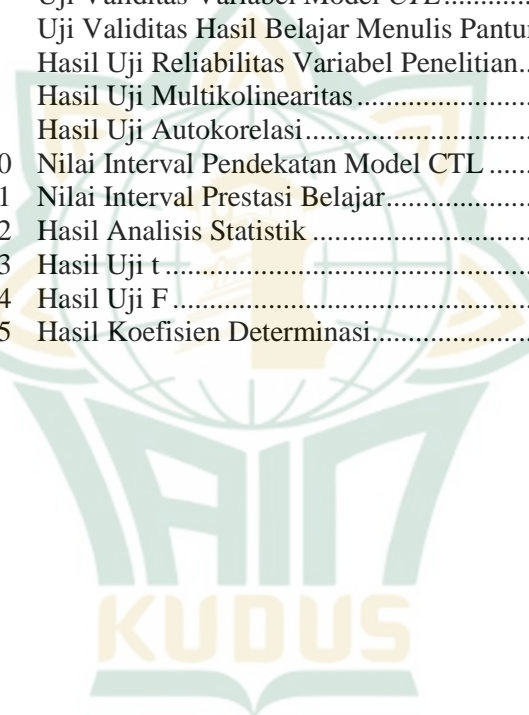 Uji Validitas Variabel Model CTL..........
Uji Validitas Hasil Belajar Menulis Pantun
Hasil Uji Reliabilitas Variabel Penelitian..
Hasil Uji Multikolinearitas........................
Hasil Uji Autokorelasi................................
0 Nilai Interval Pendekatan Model CTL......
1 Nilai Interval Prestasi Belajar....................
2 Hasil Analisis Statistik..............................
3 Hasil Uji t..................................................
4 Hasil Uji F.................................................
5 Hasil Koefisien Determinasi......................
IAIN
KUDUS